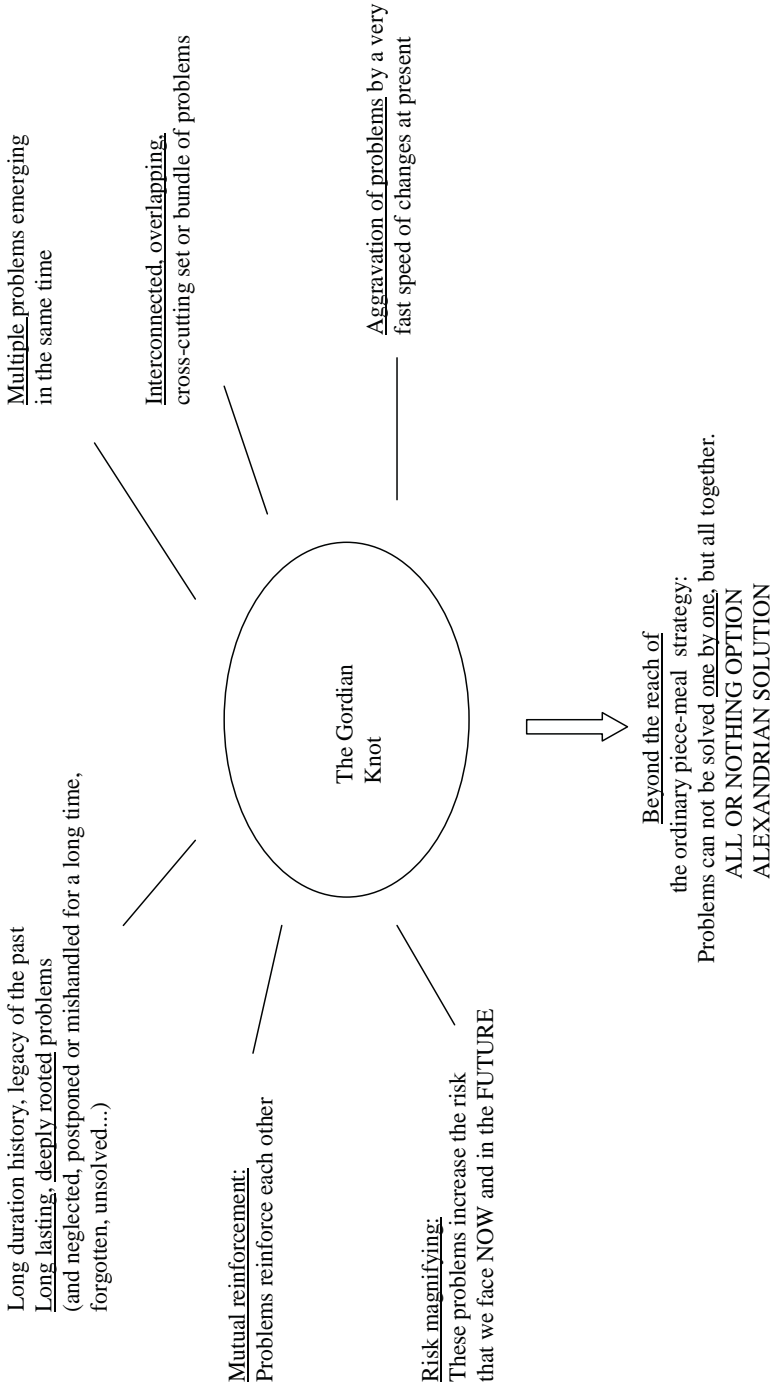 Long duration history, legacy of the past
Long lasting, deeply rooted problems
(and neglected, postponed or mishandled for a long time,
forgotten, unsolved...)
Multiple problems emerging
in the same time
Mutual reinforcement:
Problems reinforce each other
Interconnected, overlapping,
cross-cutting set or bundle of problems
The Gordian
Knot
Risk magnifying:
These problems increase the risk
that we face NOW and in the FUTURE
Aggravation of problems by a very
fast speed of changes at present
Beyond the reach of
the ordinary piece-meal strategy:
Problems can not be solved one by one, but all together.
ALL OR NOTHING OPTION
ALEXANDRIAN SOLUTION